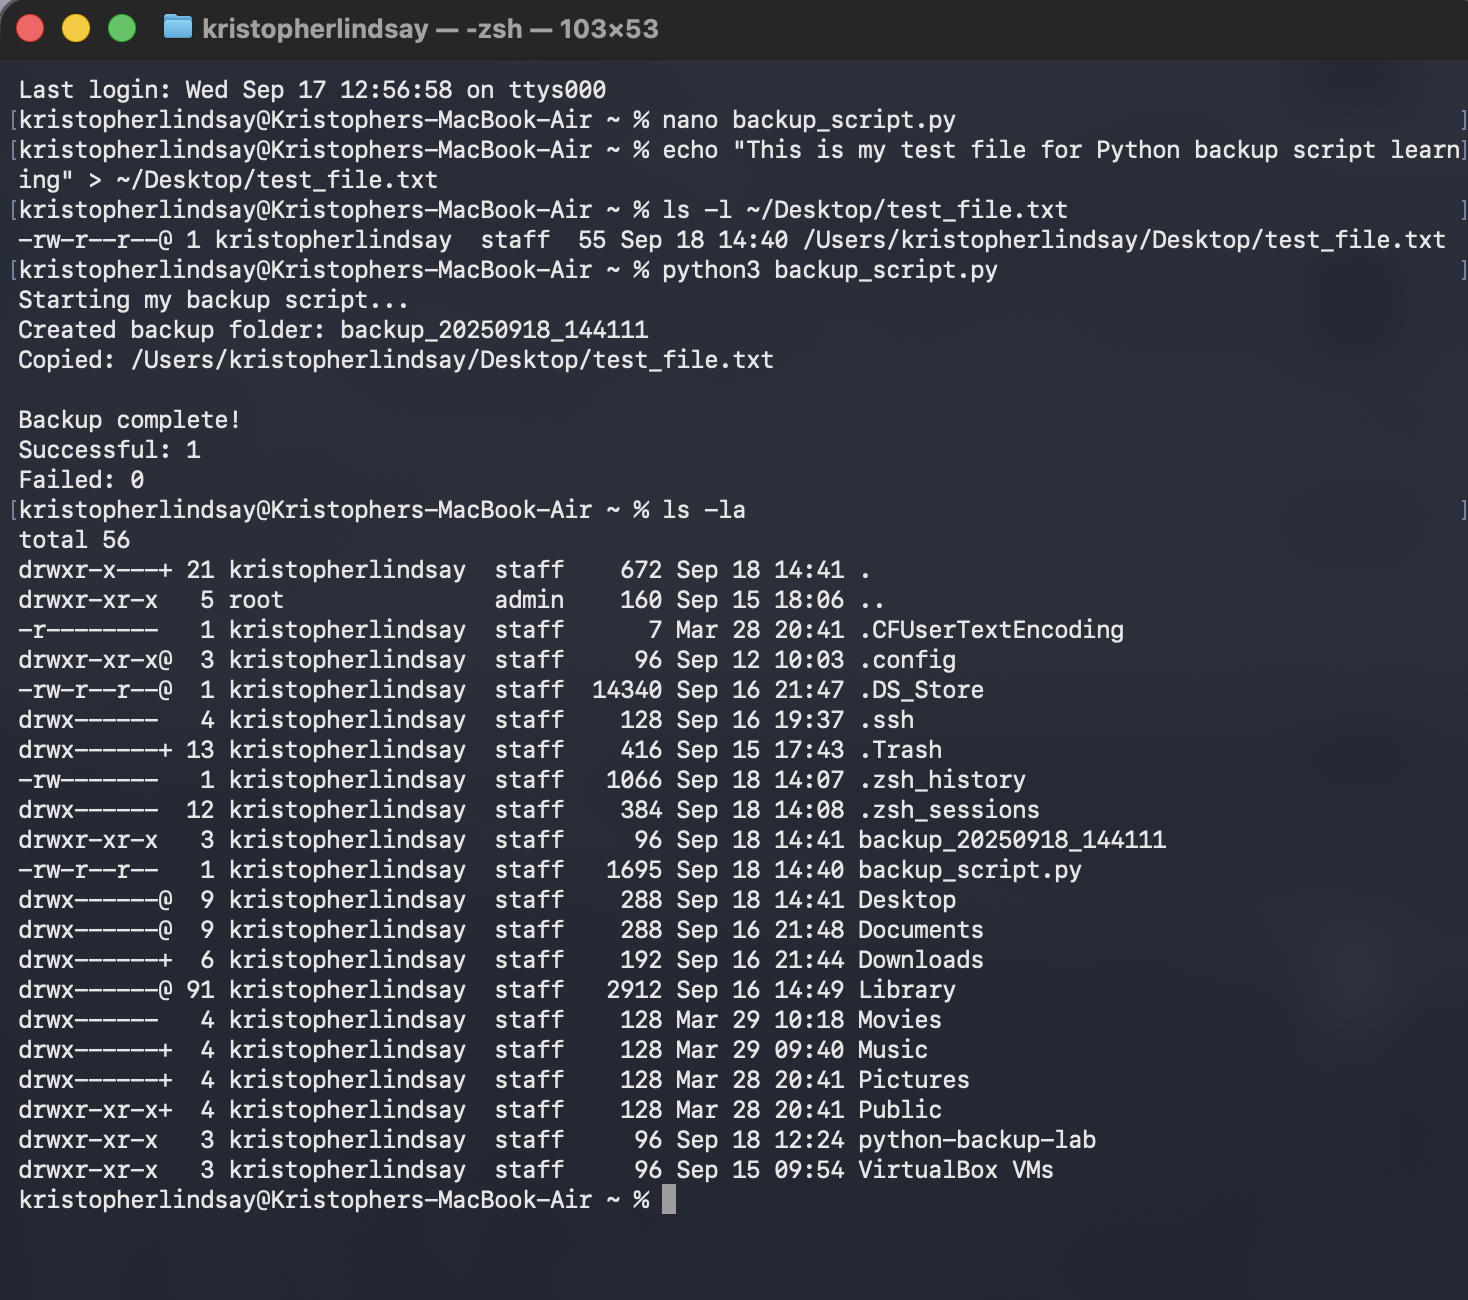 kristopherlindsay — -zsh — 103×53
Last login: Wed Sep 17 12:56:58 on ttys000
[kristopherlindsay@Kristophers-MacBook-Air ~ % nano backup_script.py ]
[kristopherlindsay@Kristophers-MacBook-Air ~ % echo "This is my test file for Python backup script learn]
ing" > ~/Desktop/test_file.txt
[kristopherlindsay@Kristophers-MacBook-Air ~ % ls -l ~/Desktop/test_file.txt ]
-rw-r--r--@ 1 kristopherlindsay  staff  55 Sep 18 14:40 /Users/kristopherlindsay/Desktop/test_file.txt
[kristopherlindsay@Kristophers-MacBook-Air ~ % python3 backup_script.py ]
Starting my backup script...
Created backup folder: backup_20250918_144111
Copied: /Users/kristopherlindsay/Desktop/test_file.txt

Backup complete!
Successful: 1
Failed: 0
[kristopherlindsay@Kristophers-MacBook-Air ~ % ls -la ]
total 56
drwxr-x---+ 21 kristopherlindsay  staff    672 Sep 18 14:41 .
drwxr-xr-x   5 root               admin    160 Sep 15 18:06 ..
-r--------   1 kristopherlindsay  staff      7 Mar 28 20:41 .CFUserTextEncoding
drwxr-xr-x@  3 kristopherlindsay  staff     96 Sep 12 10:03 .config
-rw-r--r--@  1 kristopherlindsay  staff  14340 Sep 16 21:47 .DS_Store
drwx------   4 kristopherlindsay  staff    128 Sep 16 19:37 .ssh
drwx------+ 13 kristopherlindsay  staff    416 Sep 15 17:43 .Trash
-rw-------   1 kristopherlindsay  staff   1066 Sep 18 14:07 .zsh_history
drwx------  12 kristopherlindsay  staff    384 Sep 18 14:08 .zsh_sessions
drwxr-xr-x   3 kristopherlindsay  staff     96 Sep 18 14:41 backup_20250918_144111
-rw-r--r--   1 kristopherlindsay  staff   1695 Sep 18 14:40 backup_script.py
drwx------@  9 kristopherlindsay  staff    288 Sep 18 14:41 Desktop
drwx------@  9 kristopherlindsay  staff    288 Sep 16 21:48 Documents
drwx------+  6 kristopherlindsay  staff    192 Sep 16 21:44 Downloads
drwx------@ 91 kristopherlindsay  staff   2912 Sep 16 14:49 Library
drwx------   4 kristopherlindsay  staff    128 Mar 29 10:18 Movies
drwx------+  4 kristopherlindsay  staff    128 Mar 29 09:40 Music
drwx------+  4 kristopherlindsay  staff    128 Mar 28 20:41 Pictures
drwxr-xr-x+  4 kristopherlindsay  staff    128 Mar 28 20:41 Public
drwxr-xr-x   3 kristopherlindsay  staff     96 Sep 18 12:24 python-backup-lab
drwxr-xr-x   3 kristopherlindsay  staff     96 Sep 15 09:54 VirtualBox VMs
kristopherlindsay@Kristophers-MacBook-Air ~ %